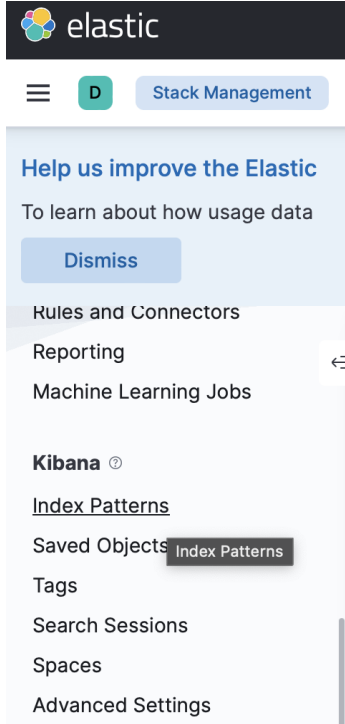 elastic
D Stack Management
Help us improve the Elastic
To learn about how usage data
Dismiss
Rules and Connectors
Reporting
Machine Learning Jobs
Kibana
Index Patterns
Saved Objects
Index Patterns
Tags
Search Sessions
Spaces
Advanced Settings